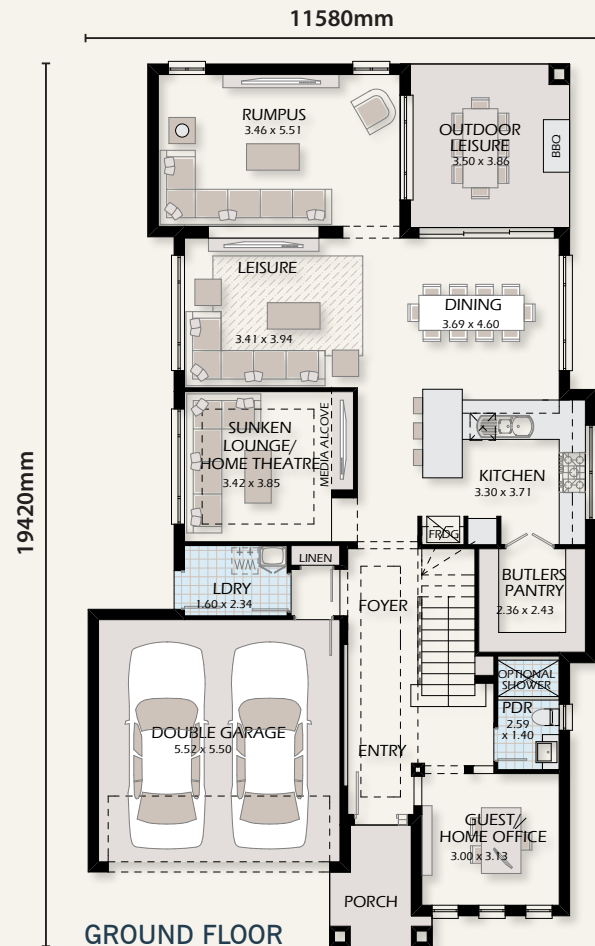 11580mm
19420mm
RUMPUS
3.46 x 5.51
OUTDOOR
LEISURE
3.50 x 3.86
BBQ
LEISURE
3.41 x 3.94
DINING
3.69 x 4.60
SUNKEN
LOUNGE/
HOME THEATRE
3.42 x 3.85
MEDIA ALCOVE
KITCHEN
3.30 x 3.71
FRDG
LINEN
LDRY
1.60 x 2.34
FOYER
BUTLERS
PANTRY
2.36 x 2.43
OPTIONAL
SHOWER
PDR
2.59
x 1.40
DOUBLE GARAGE
5.52 x 5.50
ENTRY
GUEST/
HOME OFFICE
3.00 x 3.13
PORCH
GROUND FLOOR